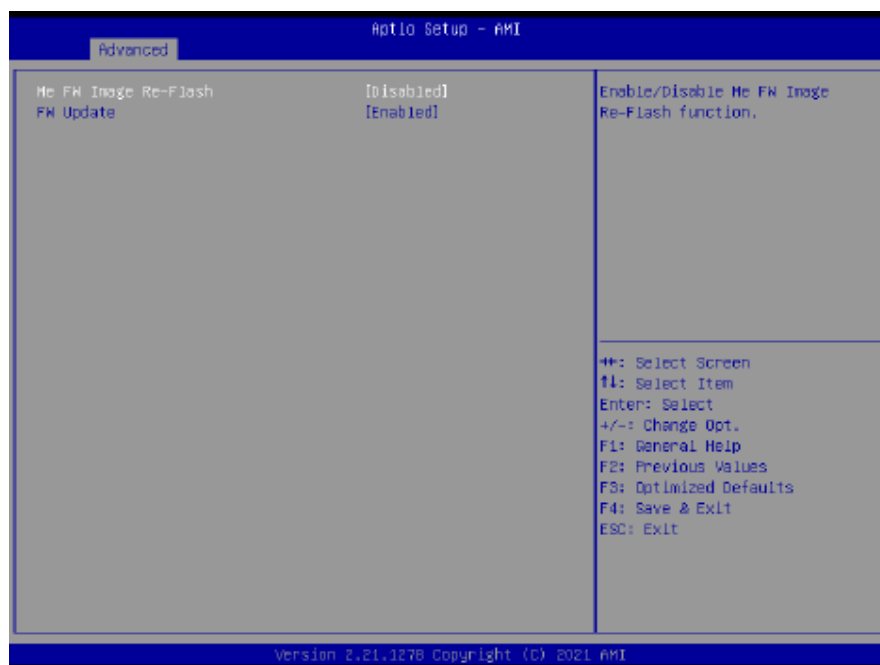 Aptio Setup - AMI
Advanced
Me FW Image Re-Flash [Disabled]
FW Update [Enabled]
Enable/Disable Me FW Image
Re-Flash function.
→←: Select Screen
↑↓: Select Item
Enter: Select
+/-: Change Opt.
F1: General Help
F2: Previous Values
F3: Optimized Defaults
F4: Save & Exit
ESC: Exit
Version 2.21.1278 Copyright (C) 2021 AMI